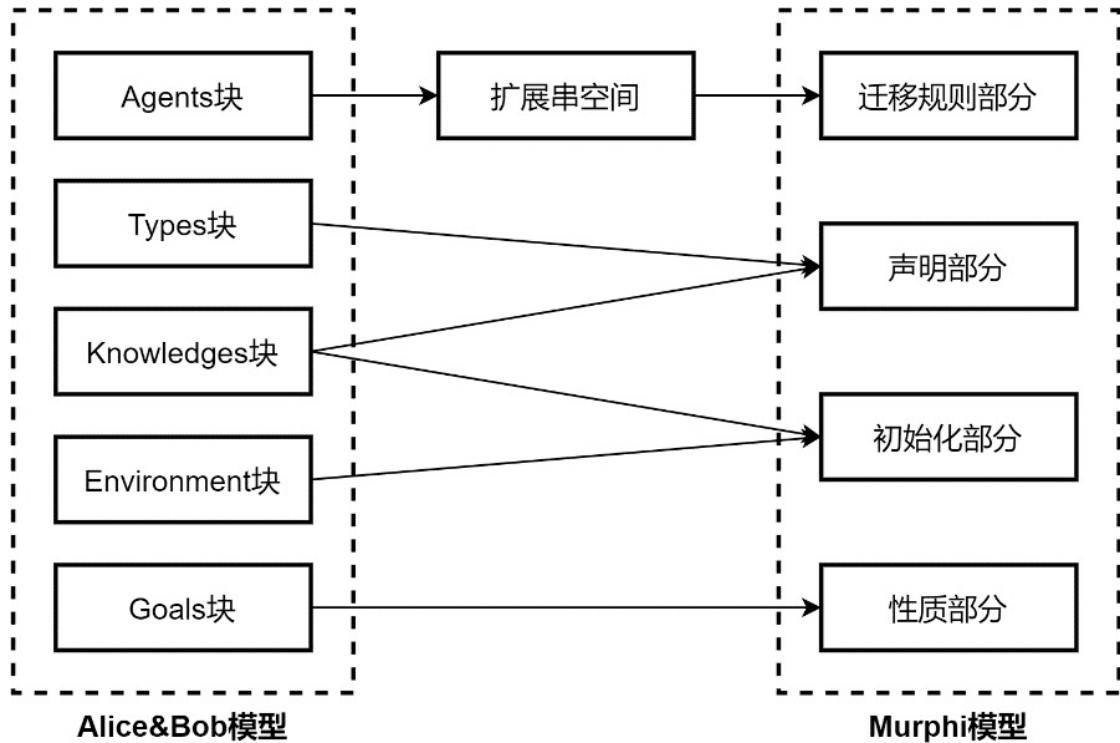 Agents块
扩展串空间
迁移规则部分
Types块
声明部分
Knowledges块
初始化部分
Environment块
Goals块
性质部分
Alice&Bob模型
Murphi模型